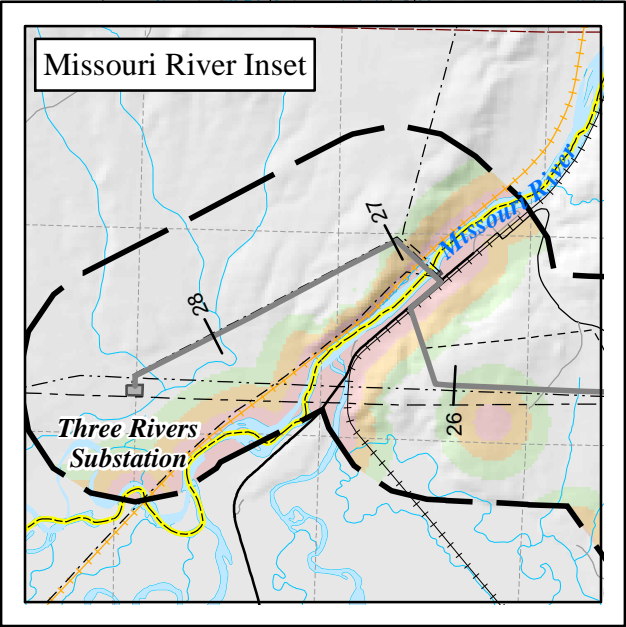 Missouri River Inset
27
Missouri River
28
26
Three Rivers
Substation